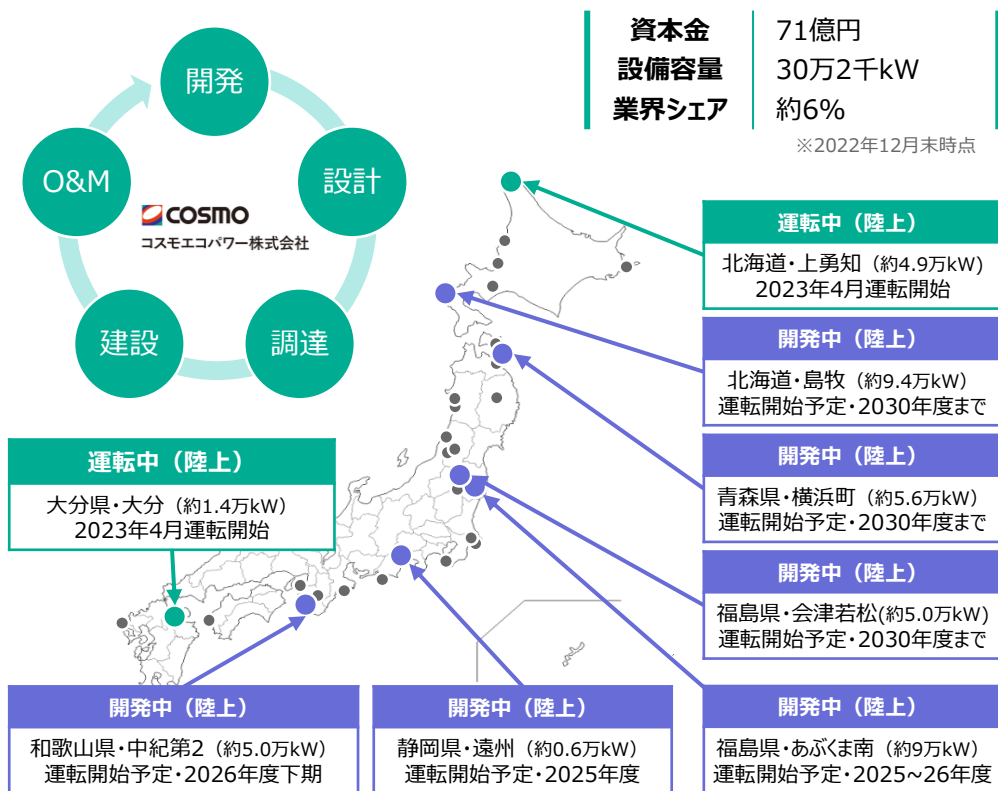 資本金 71億円
設備容量 30万2千kW
業界シェア 約6%
※2022年12月末時点
開発
設計
調達
建設
O&M
COSMO
コスモエコパワー株式会社
運転中（陸上）
北海道・上勇知（約4.9万kW)
2023年4月運転開始
開発中（陸上）
北海道・島牧（約9.4万kW）
運転開始予定・2030年度まで
開発中（陸上）
青森県・横浜町（約5.6万kW）
運転開始予定・2030年度まで
開発中（陸上）
福島県・会津若松(約5.0万kW）
運転開始予定・2030年度まで
運転中（陸上）
大分県・大分（約1.4万kW）
2023年4月運転開始
開発中（陸上）
和歌山県・中紀第2（約5.0万kW）
運転開始予定・2026年度下期
開発中（陸上）
静岡県・遠州（約0.6万kW）
運転開始予定・2025年度
開発中（陸上）
福島県・あぶくま南（約9万kW）
運転開始予定・2025~26年度